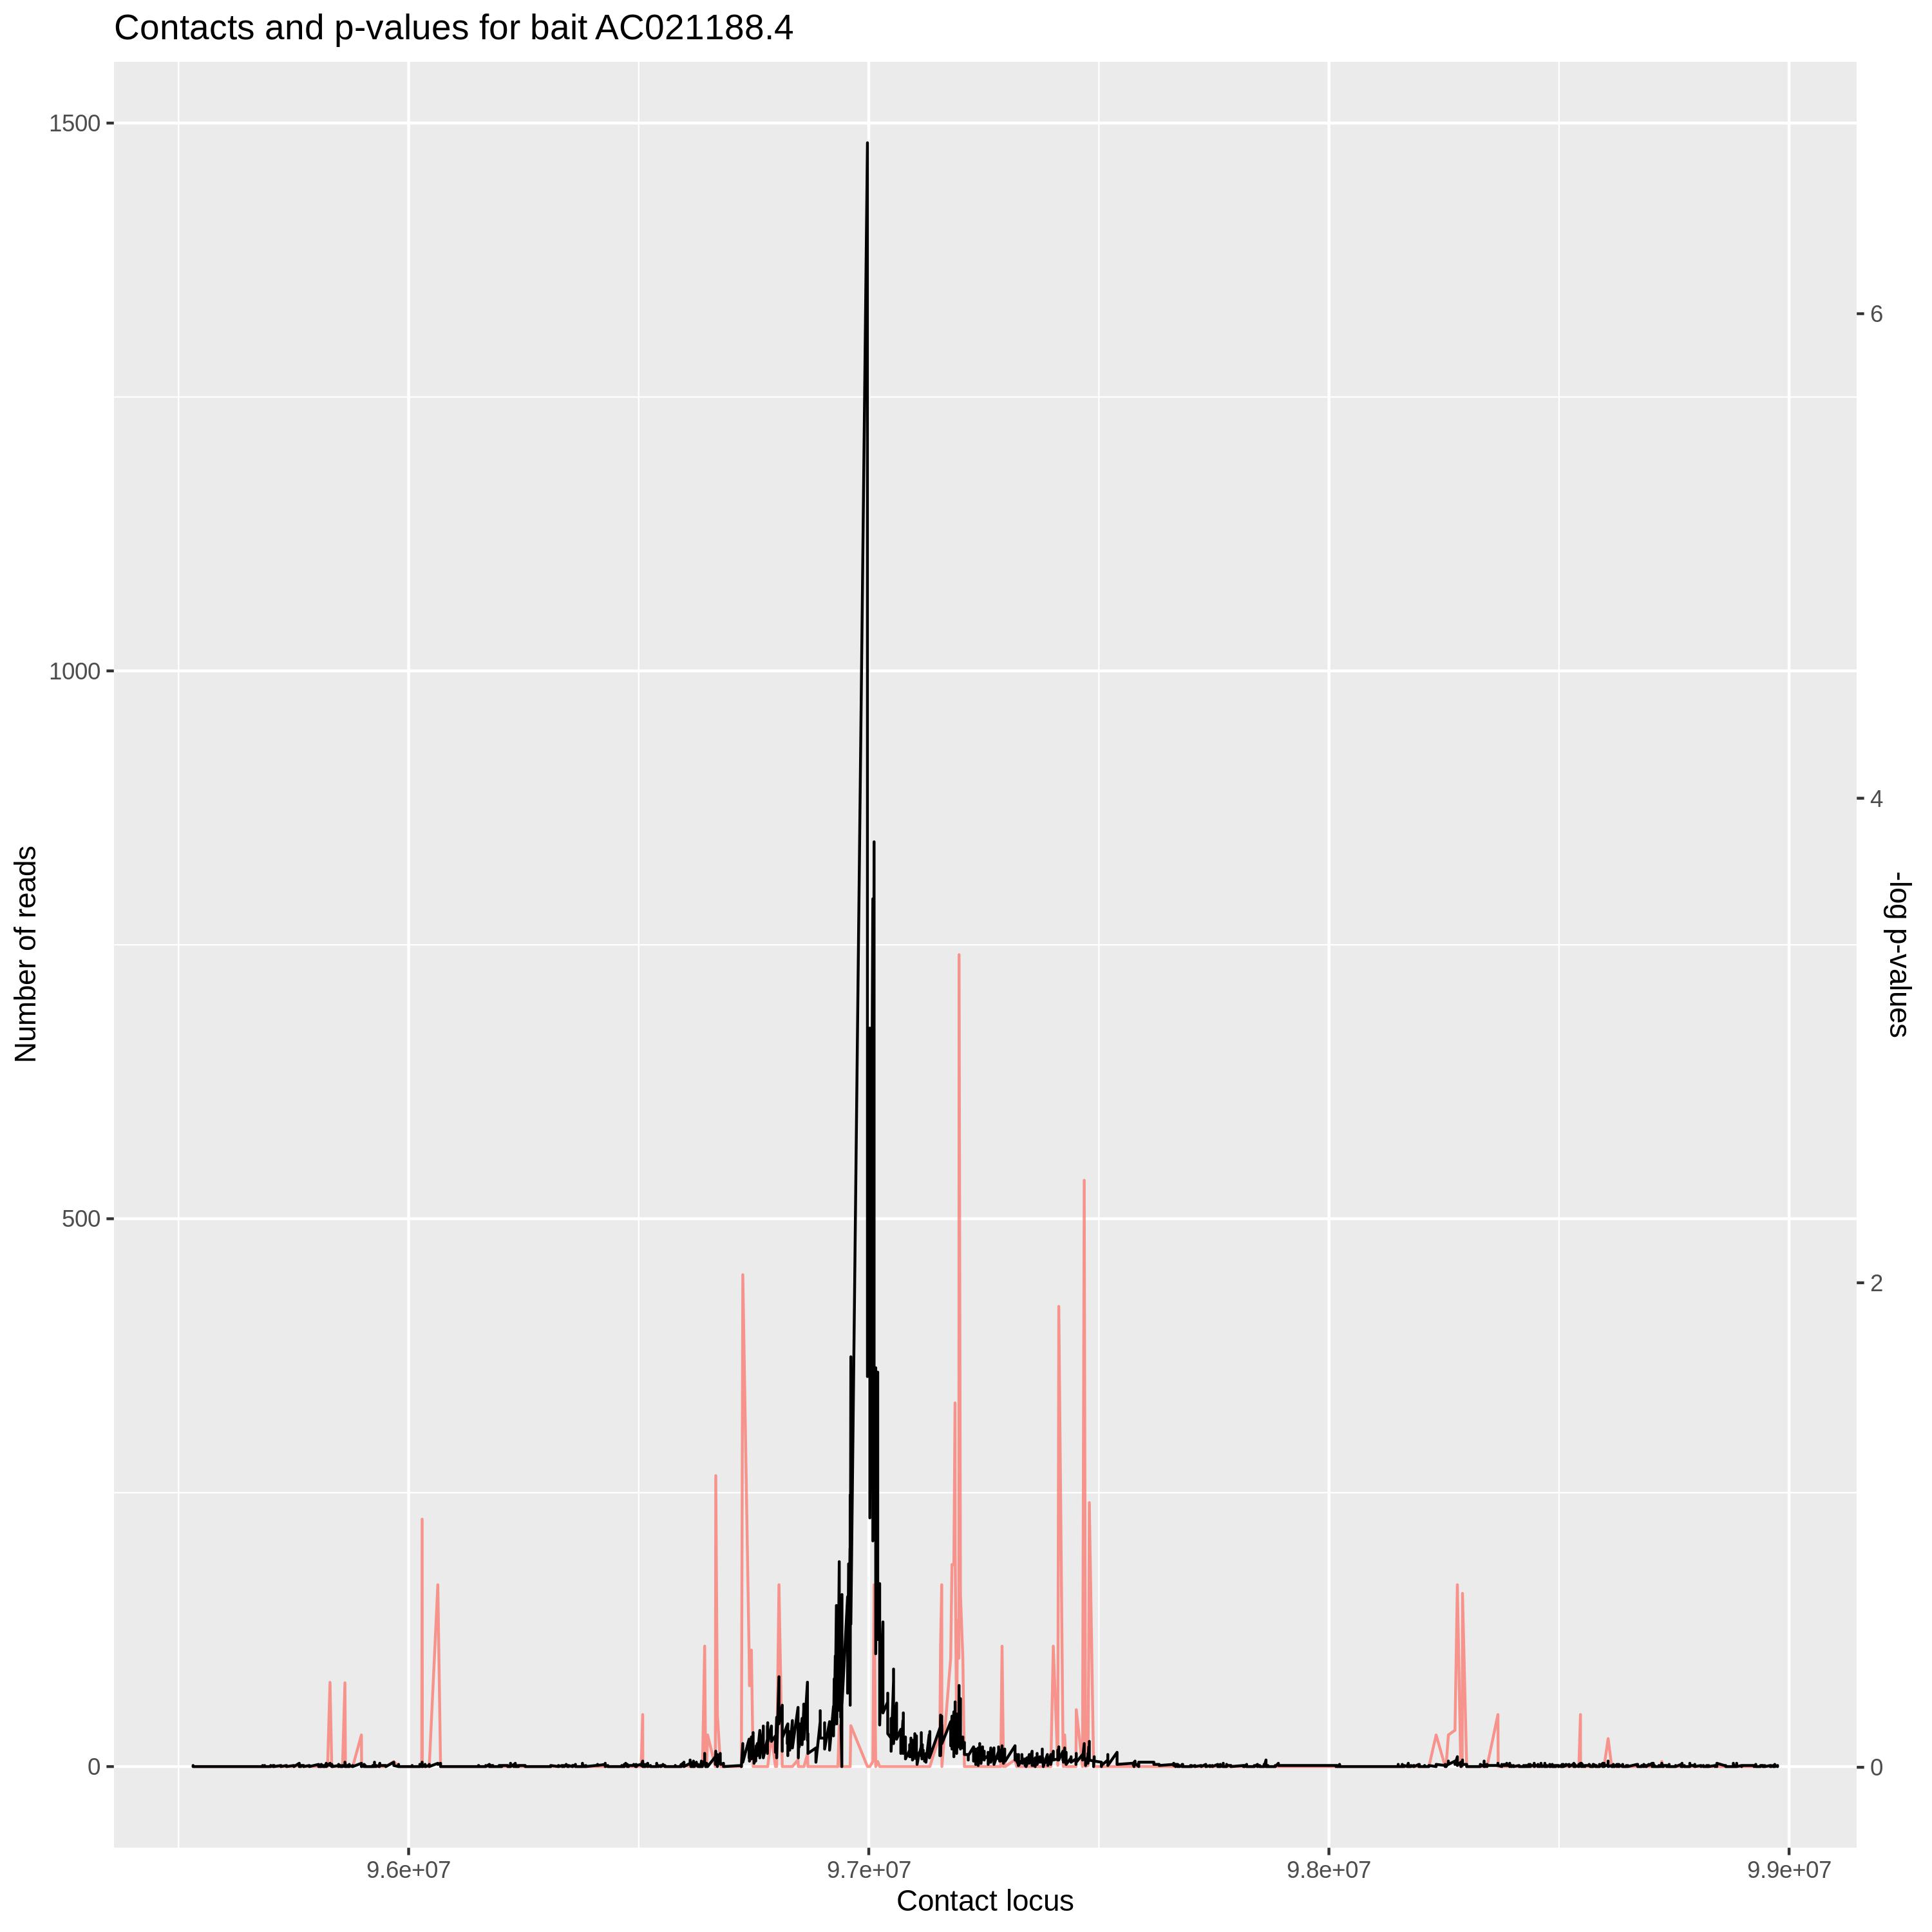 Contacts and p-values for bait AC021188.4
1500
1000
500
0
Number of reads
6
4
2
0
-log p-values
9.6e+07
9.7e+07
9.8e+07
9.9e+07
Contact locus